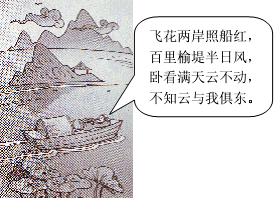 飞花两岸照船红，
百里榆堤半日风，
卧看满天云不动，
不知云与我俱东。